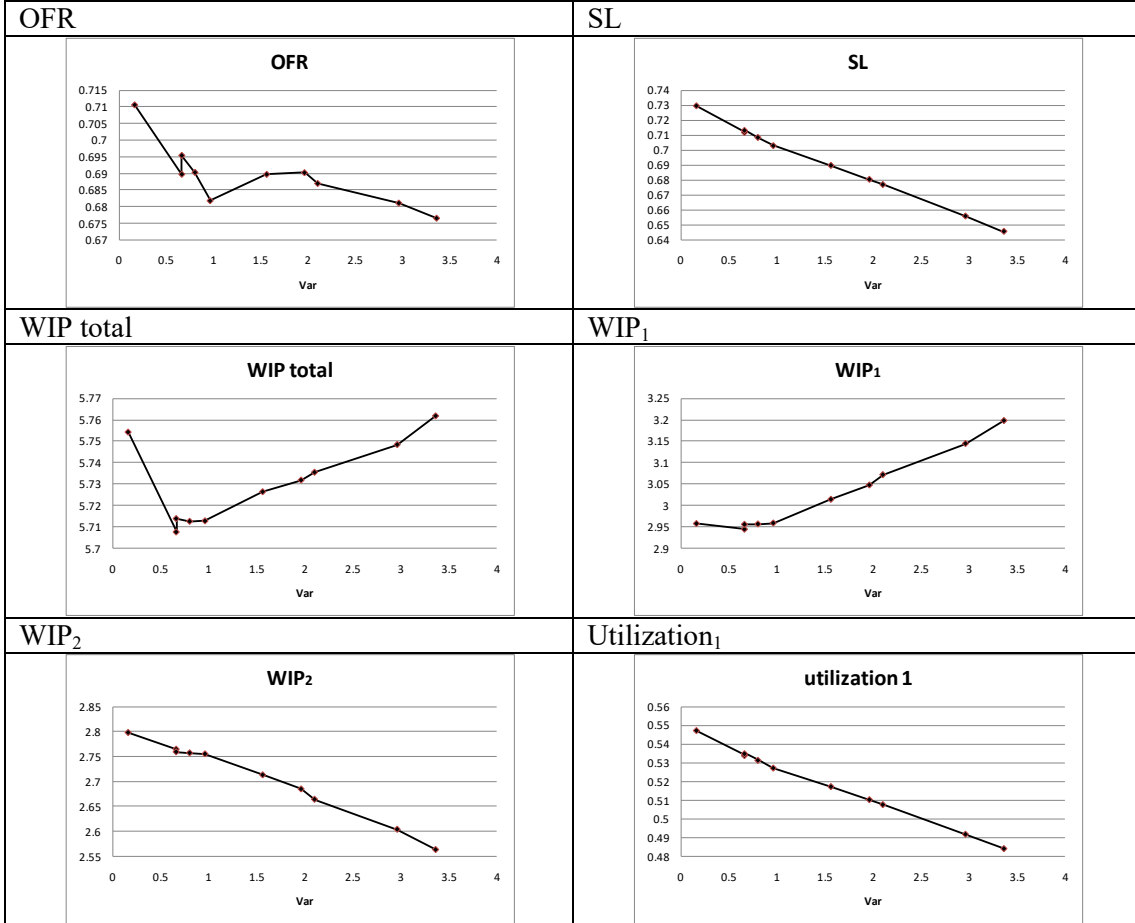 OFR
SL
OFR
0.715
0.71
0.705
0.7
0.695
0.69
0.685
0.68
0.675
0.67
0 0.5 1 1.5 2 2.5 3 3.5 4
Var
SL
0.74
0.73
0.72
0.71
0.7
0.69
0.68
0.67
0.66
0.65
0.64
0 0.5 1 1.5 2 2.5 3 3.5 4
Var
WIP total
WIP₁
WIP total
5.77
5.76
5.75
5.74
5.73
5.72
5.71
5.7
0 0.5 1 1.5 2 2.5 3 3.5 4
Var
WIP₁
3.25
3.2
3.15
3.1
3.05
3
2.95
2.9
0 0.5 1 1.5 2 2.5 3 3.5 4
Var
WIP₂
Utilization₁
WIP₂
2.85
2.8
2.75
2.7
2.65
2.6
2.55
0 0.5 1 1.5 2 2.5 3 3.5 4
Var
utilization 1
0.56
0.55
0.54
0.53
0.52
0.51
0.5
0.49
0.48
0 0.5 1 1.5 2 2.5 3 3.5 4
Var